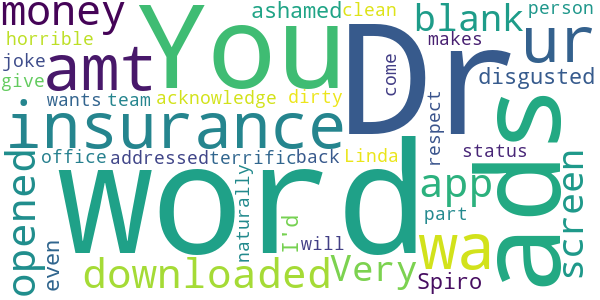 money
You
Dr
ashamed
clean
blank
person
horrible
amt
ur
makes
joke
disgusted
give
wants
team
acknowledge
dirty
come
insurance
ads
respect
screen
opened
office
addressed
terrific
back
Linda
status
word
app
naturally
I'd
will
part
even
wa
downloaded
Very
Spiro